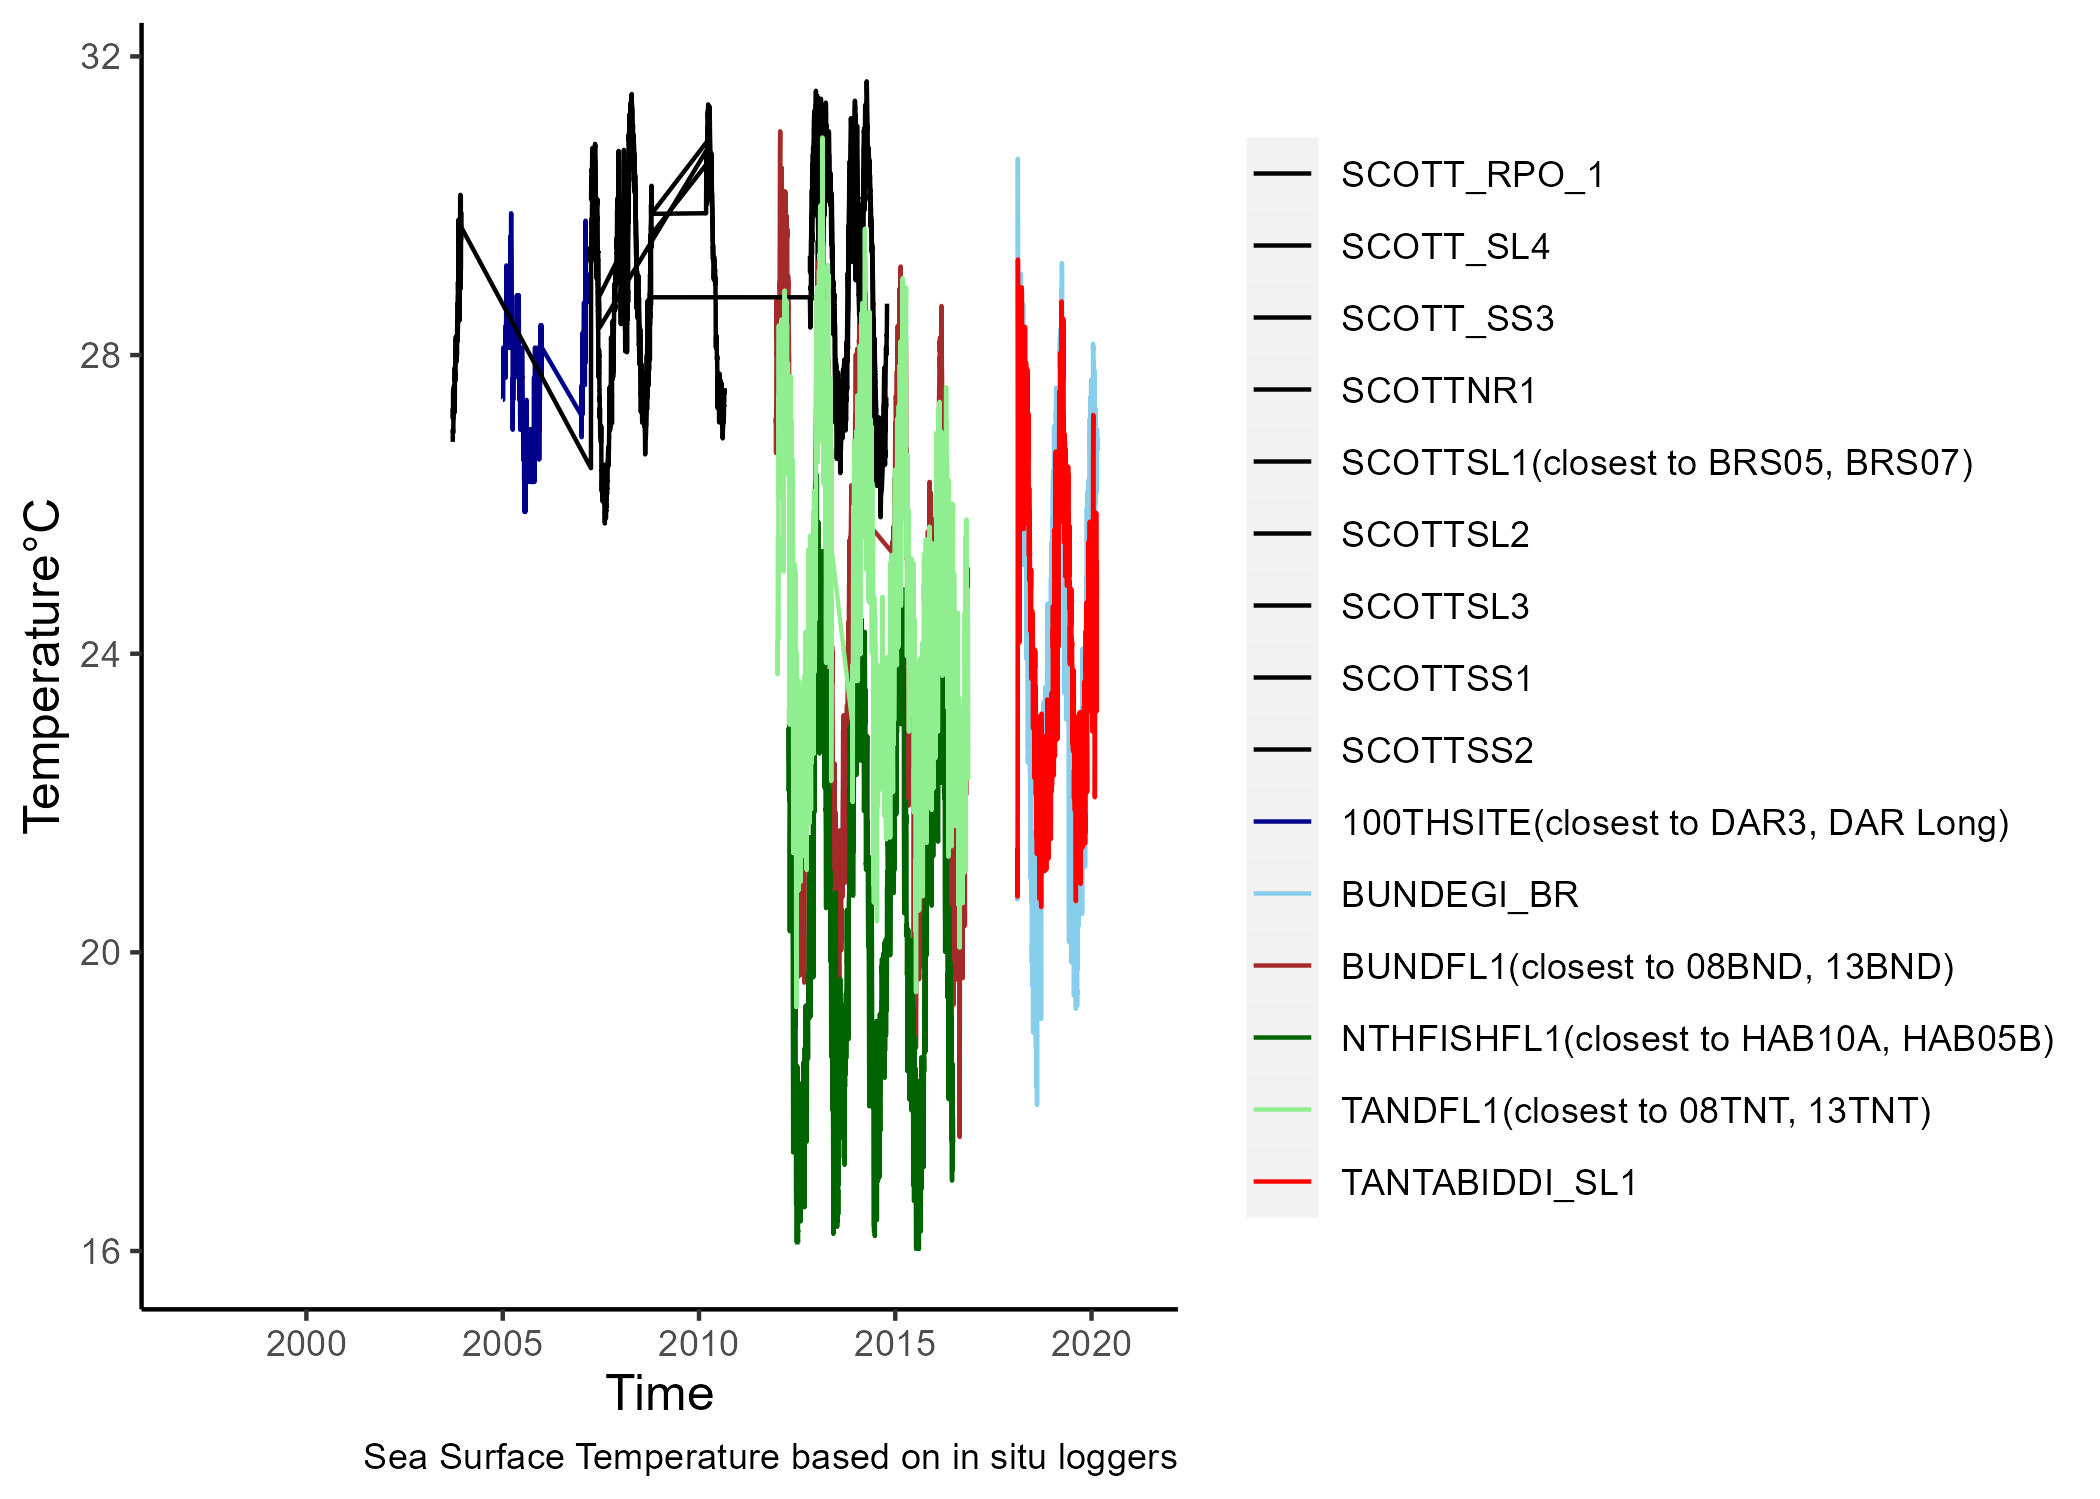 32
28
24
20
16
Temperature°C
2000 2005 2010 2015 2020
Time
Sea Surface Temperature based on in situ loggers
SCOTT_RPO_1
SCOTT_SL4
SCOTT_SS3
SCOTTNR1
SCOTTSL1(closest to BRS05, BRS07)
SCOTTSL2
SCOTTSL3
SCOTTSS1
SCOTTSS2
100THSITE(closest to DAR3, DAR Long)
BUNDEGI_BR
BUNDFL1(closest to 08BND, 13BND)
NTHFISHFL1(closest to HAB10A, HAB05B)
TANDFL1(closest to 08TNT, 13TNT)
TANTABIDDI_SL1